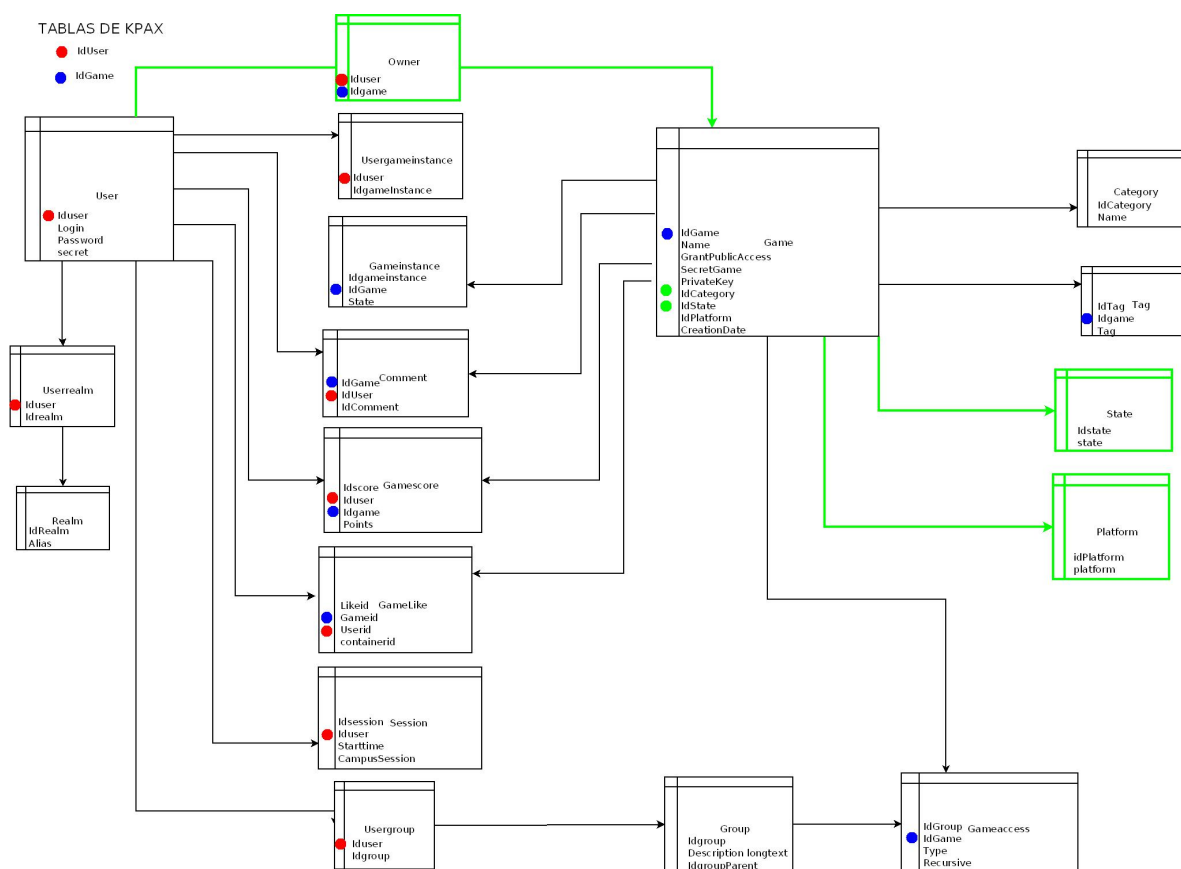 TABLAS DE KPAX
IdUser
IdGame
Owner
Iduser
Idgame
Usergameinstance
Iduser
IdgameInstance
User
Iduser
Login
Password
secret
Gameinstance
Idgameinstance
IdGame
State
Game
IdGame
Name
GrantPublicAccess
SecretGame
PrivateKey
IdCategory
IdState
IdPlatform
CreationDate
Category
IdCategory
Name
IdTag Tag
Idgame
Tag
Userrealm
Iduser
Idrealm
Comment
IdGame
IdUser
IdComment
State
Idstate
state
Realm
IdRealm
Alias
Idscore Gamescore
Iduser
Idgame
Points
Platform
idPlatform
platform
Likeid GameLike
Gameid
Userid
containerid
Idsession Session
Iduser
Starttime
CampusSession
Usergroup
Iduser
Idgroup
Group
Idgroup
Description longtext
IdgroupParent
IdGroup Gameaccess
IdGame
Type
Recursive